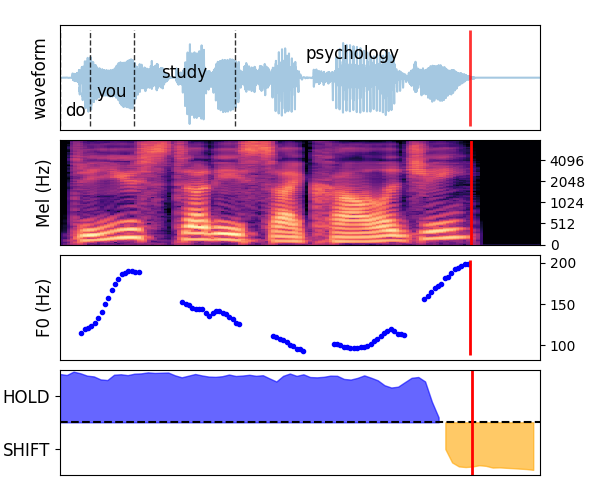 waveform
do
you
study
psychology
Mel (Hz)
4096
2048
1024
512
0
F0 (Hz)
200
150
100
HOLD
SHIFT